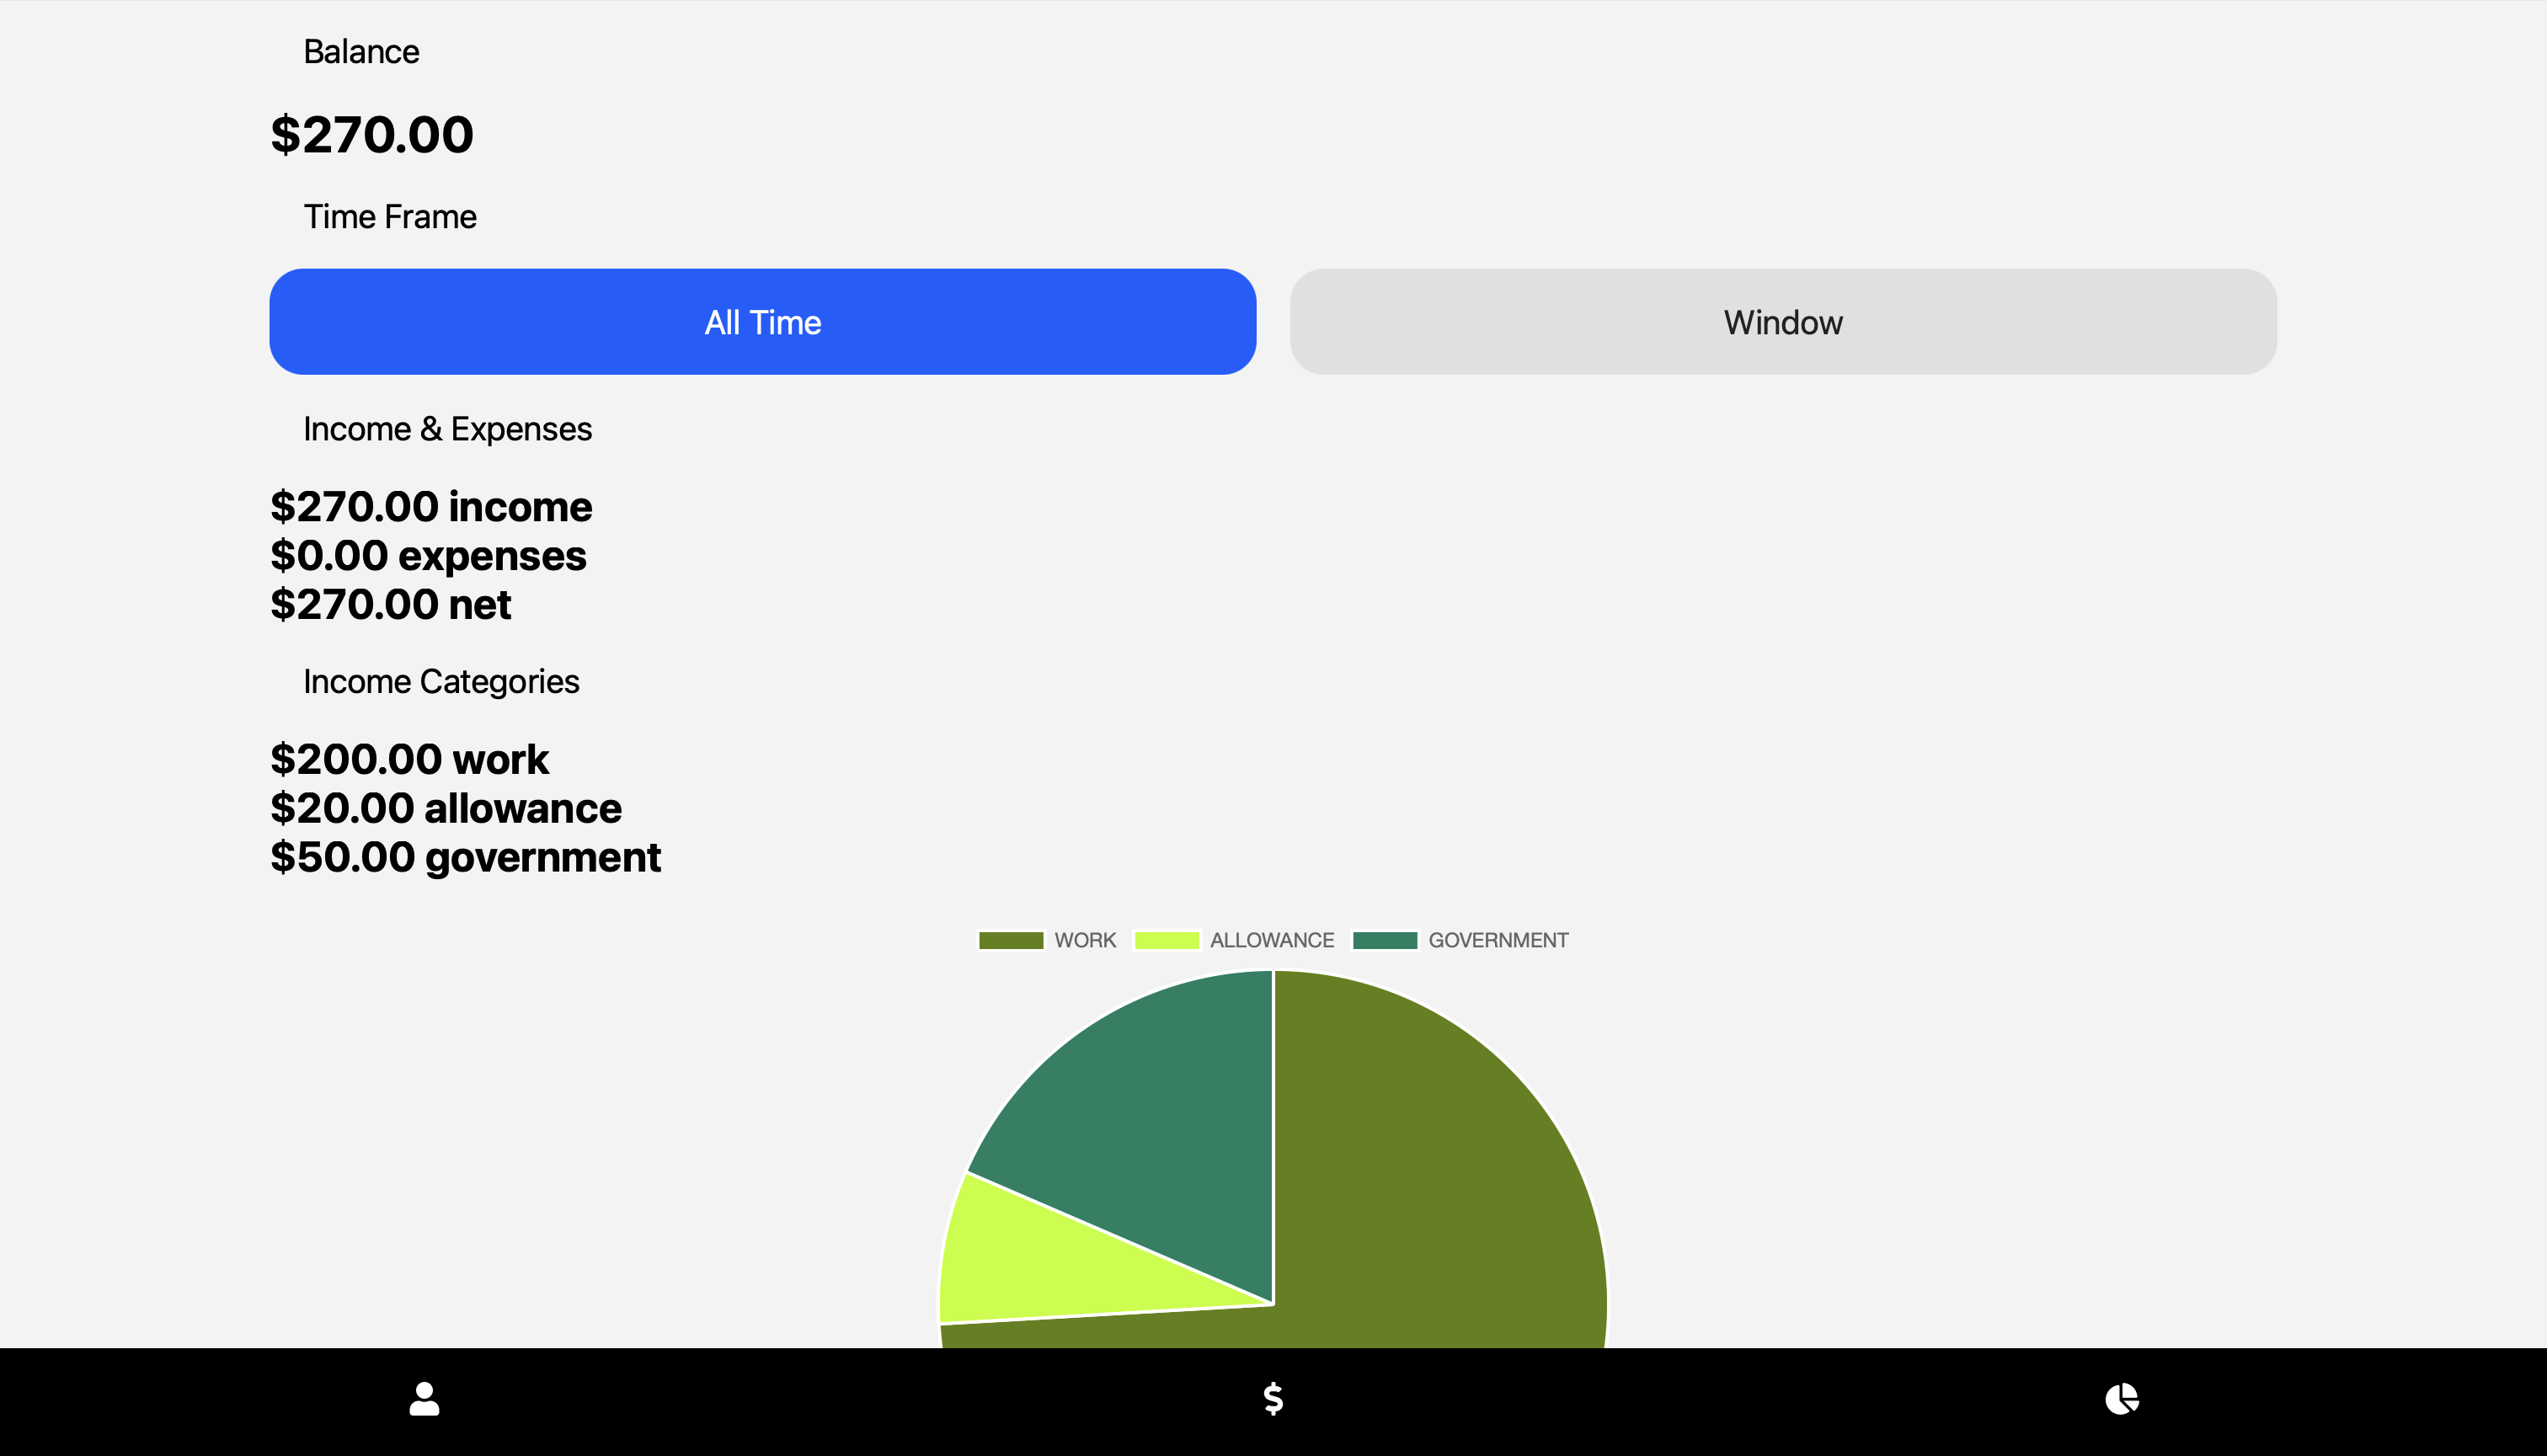 Balance
$270.00
Time Frame
All Time
Window
Income & Expenses
$270.00 income
$0.00 expenses
$270.00 net
Income Categories
$200.00 work
$20.00 allowance
$50.00 government
WORK ALLOWANCE GOVERNMENT
$